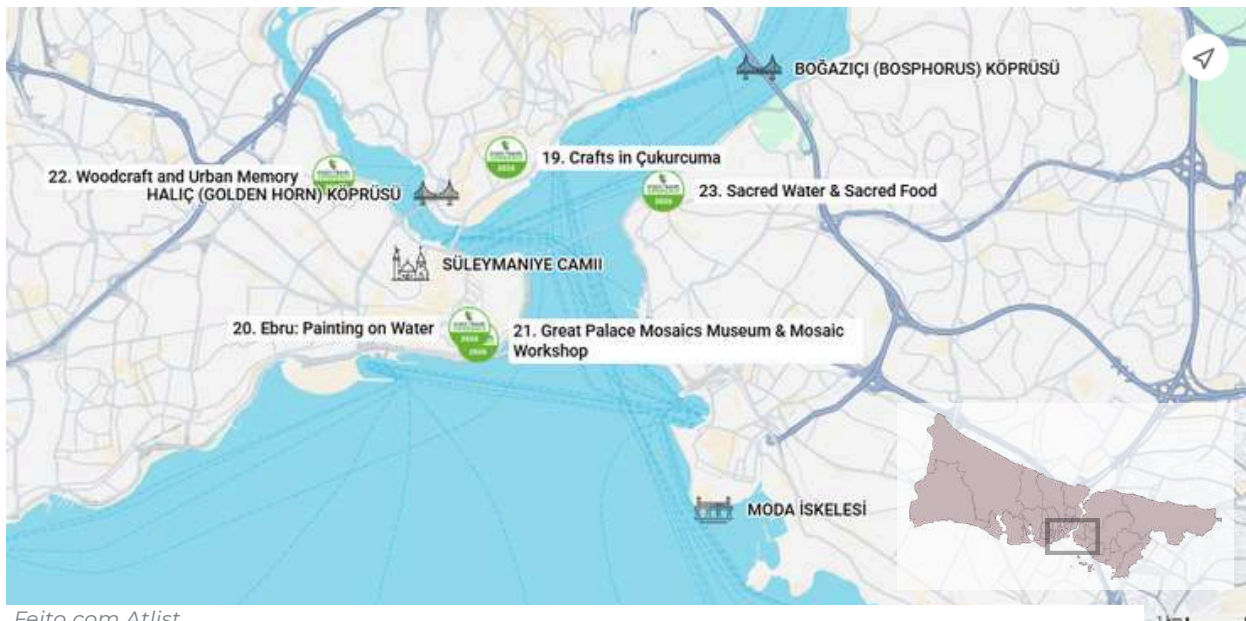 BOĞAZIÇI (BOSPHORUS) KÖPRÜSÜ
19. Crafts in Çukurcuma
22. Woodcraft and Urban Memory
HALIÇ (GOLDEN HORN) KÖPRÜSÜ
23. Sacred Water & Sacred Food
SÜLEYMANIYE CAMII
20. Ebru: Painting on Water
21. Great Palace Mosaics Museum & Mosaic
Workshop
MODA İSKELESİ
Feito com Atlist